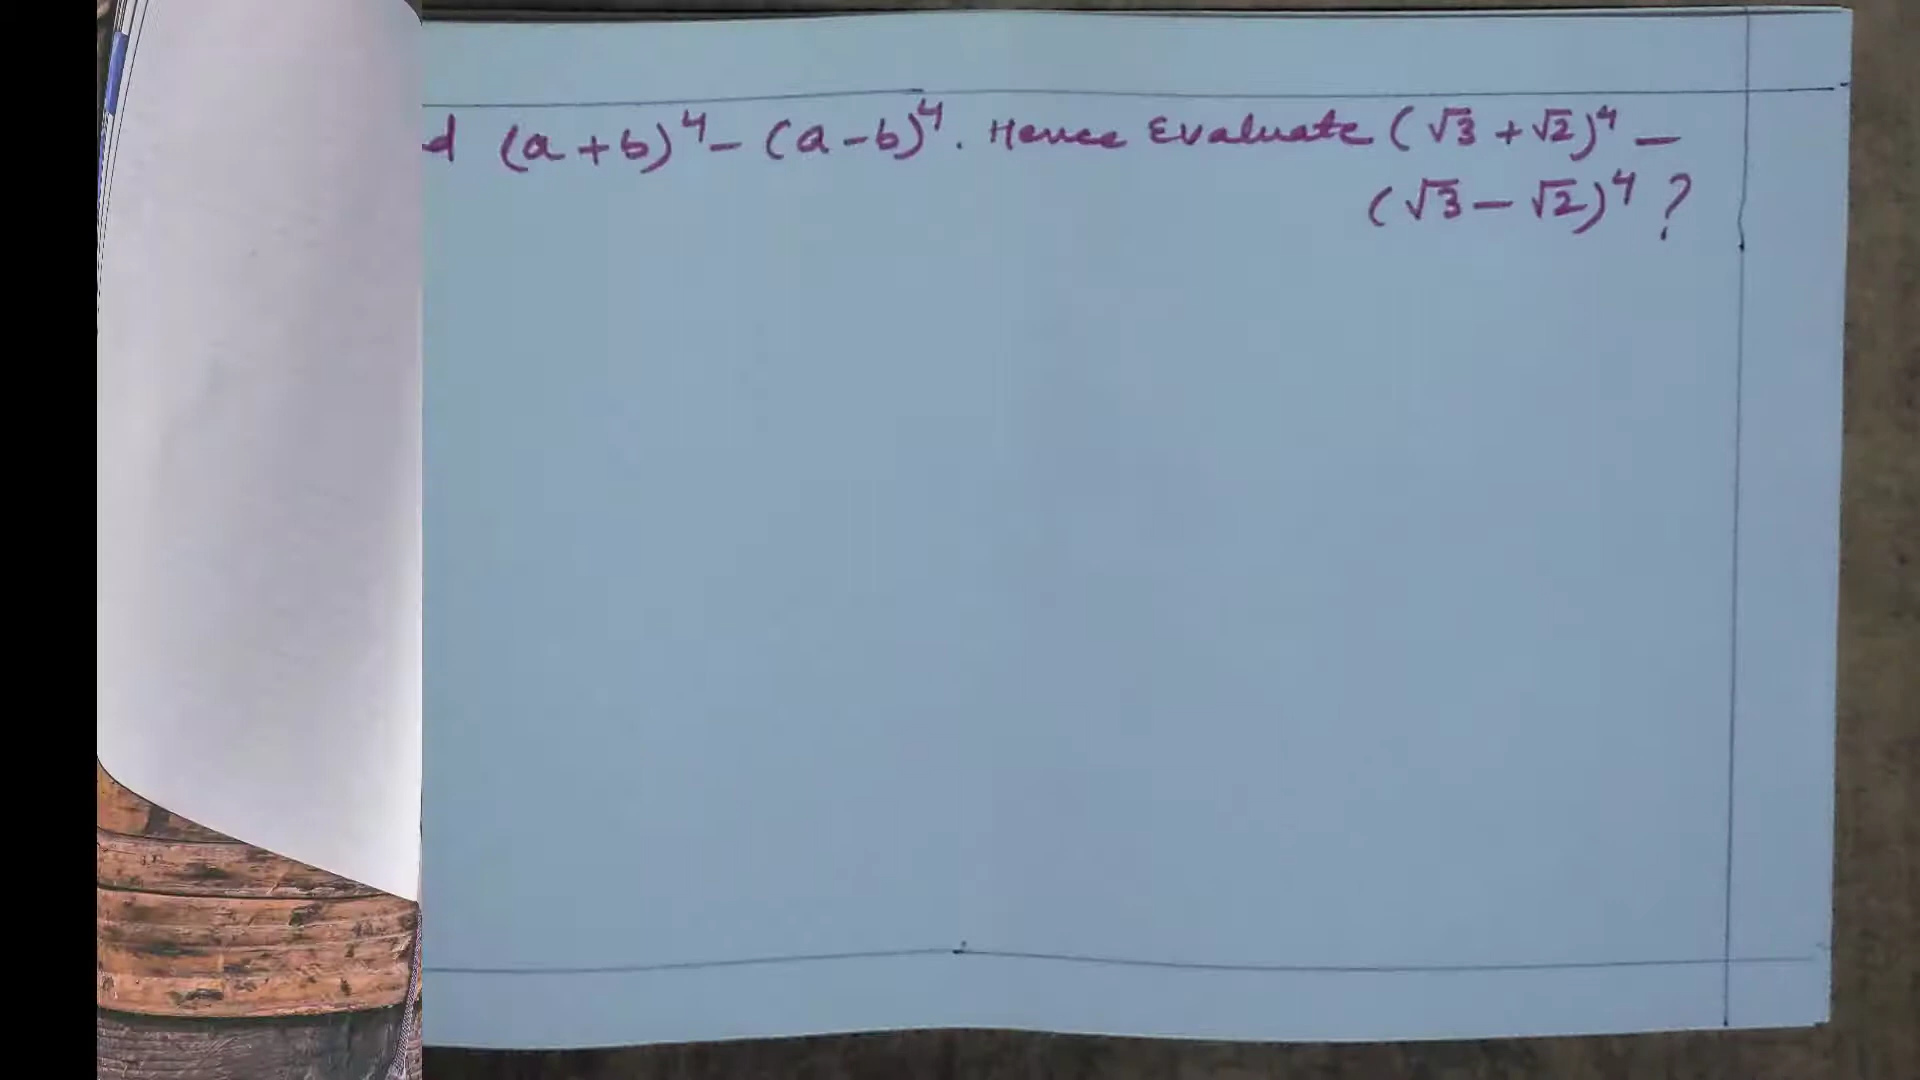 d (a+b)⁴ - (a-b)⁴. Hence Evaluate (√3 + √2)⁴ -
(√3 - √2)⁴ ?